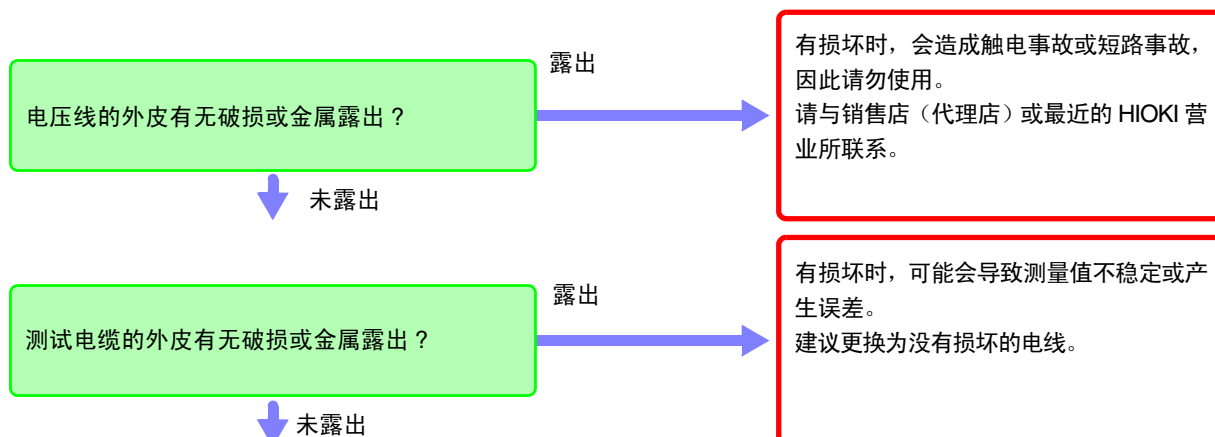 露出
有损坏时，会造成触电事故或短路事故，
因此请勿使用。
请与销售店（代理店）或最近的 HIOKI 营
业所联系。
电压线的外皮有无破损或金属露出？
未露出
露出
有损坏时，可能会导致测量值不稳定或产
生误差。
建议更换为没有损坏的电线。
测试电缆的外皮有无破损或金属露出？
未露出